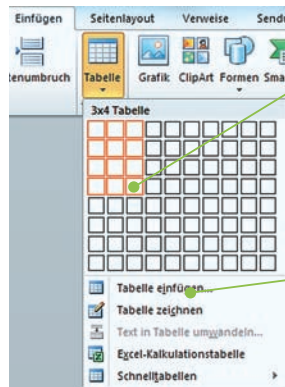 Einfügen Seitenlayout Verweise Send
tenumbruch Tabelle Grafik ClipArt Formen Sma
3x4 Tabelle
Tabelle einfügen...
Tabelle zeichnen
Text in Tabelle umwandeln...
Excel-Kalkulationstabelle
Schnelltabellen